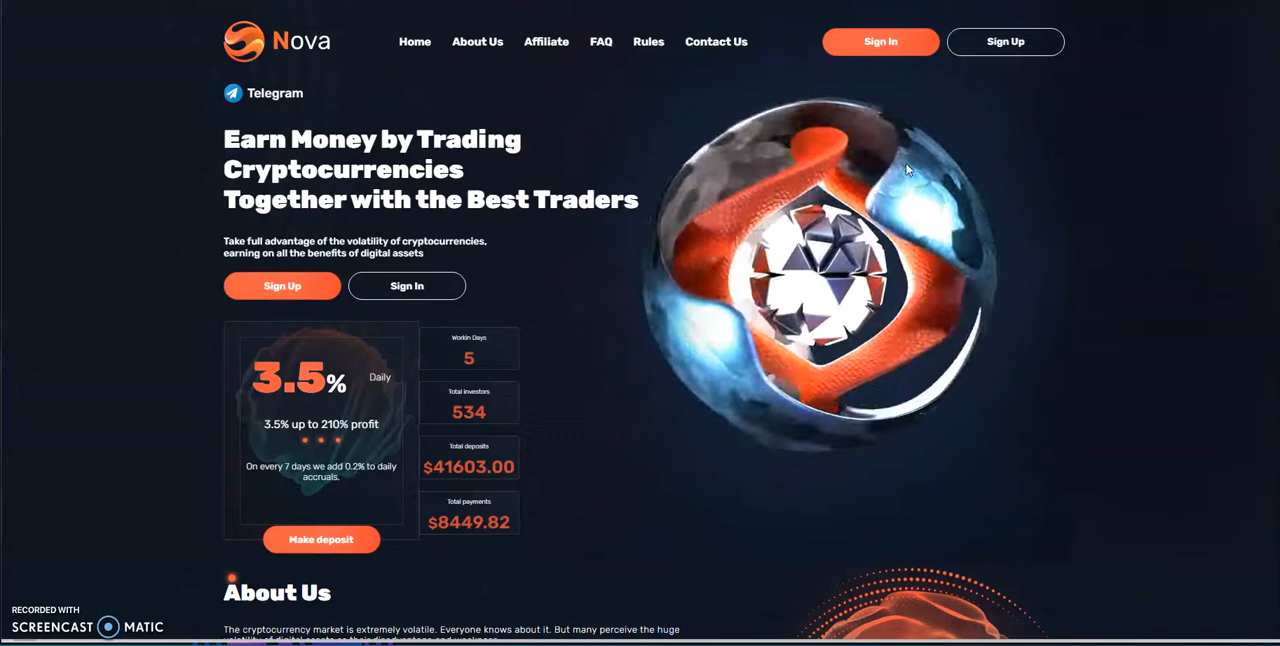 Nova
Home About Us Affiliate FAQ Rules Contact Us Sign In Sign Up
Telegram
Earn Money by Trading
Cryptocurrencies
Together with the Best Traders
Take full advantage of the volatility of cryptocurrencies,
earning on all the benefits of digital assets
Sign Up Sign In
3.5% Daily
3.5% up to 210% profit
On every 7 days we add 0.2% to daily
accruals.
Make deposit
Workin Days
5
Total investors
534
Total deposits
$41603.00
Total payments
$8449.82
About Us
The cryptocurrency market is extremely volatile. Everyone knows about it. But many perceive the huge
RECORDED WITH
SCREENCAST MATIC